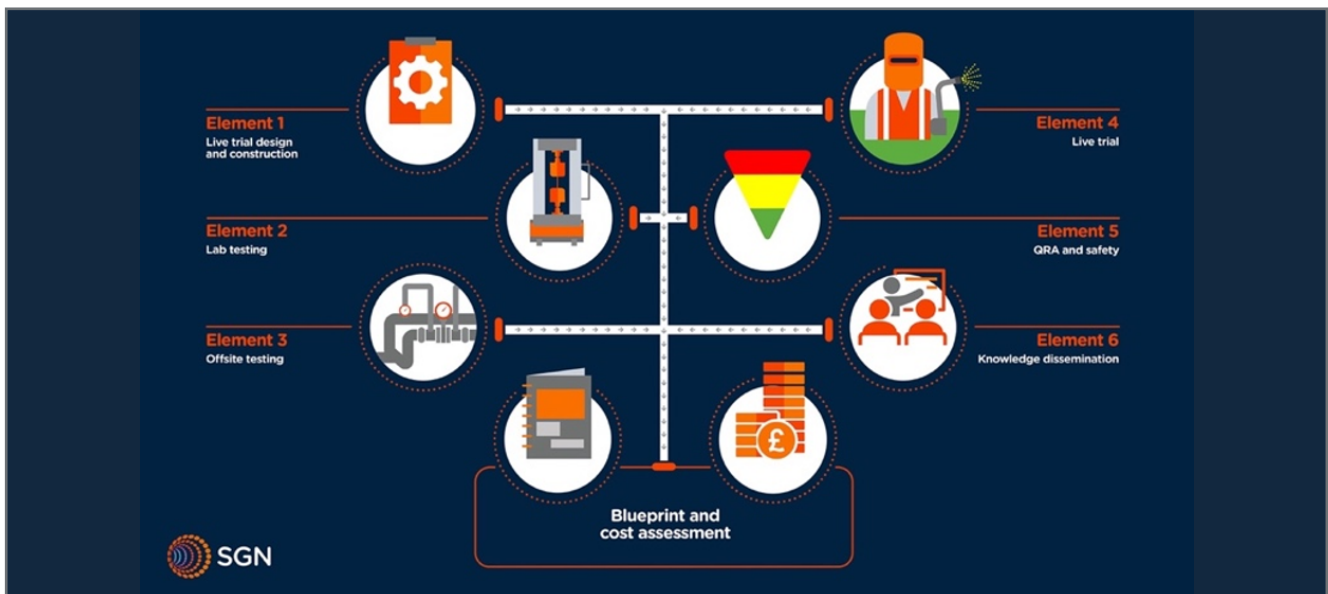 Element 1
Live trial design
and construction
Element 4
Live trial
Element 2
Lab testing
Element 5
QRA and safety
Element 3
Offsite testing
Element 6
Knowledge dissemination
£
Blueprint and
cost assessment
SGN